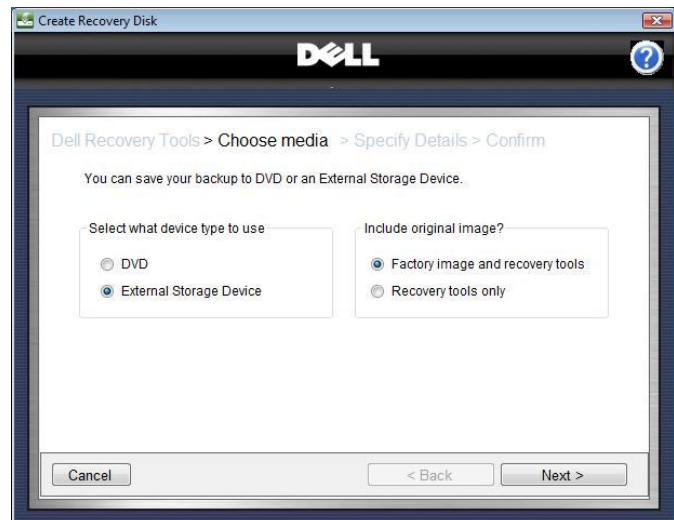 Create Recovery Disk
DELL
?
Dell Recovery Tools > Choose media > Specify Details > Confirm
You can save your backup to DVD or an External Storage Device.
Select what device type to use
DVD
External Storage Device
Include original image?
Factory image and recovery tools
Recovery tools only
Cancel
< Back
Next >